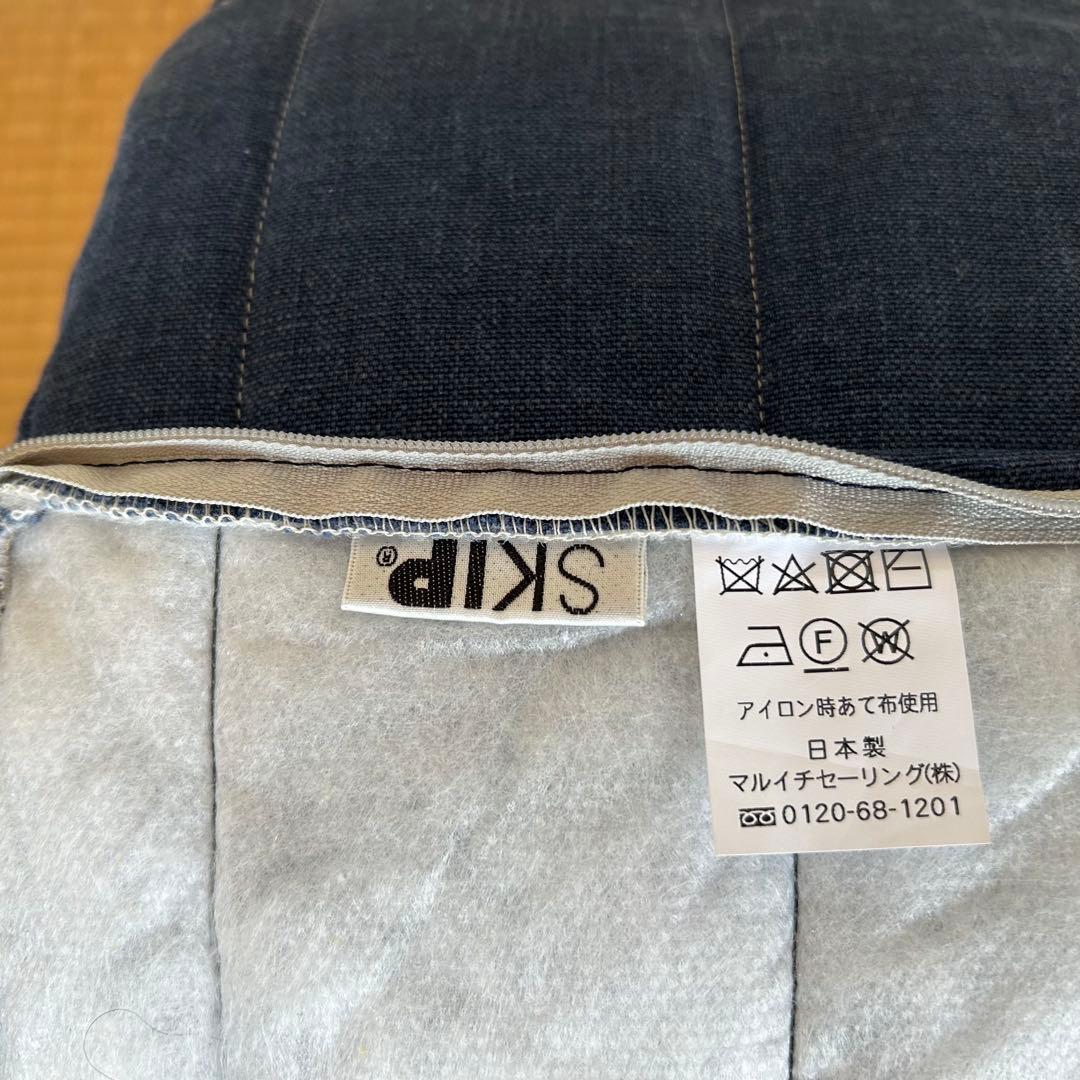 SKIP®
F W
アイロン時あて布使用
日本製
マルイチセーリング(株)
0120-68-1201